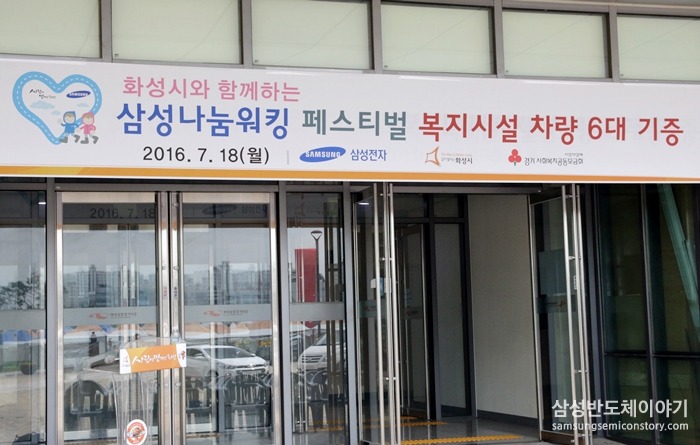 화성시와 함께하는
삼성나눔워킹 페스티벌 복지시설 차량 6대 기증
2016. 7. 18(월) SAMSUNG 삼성전자 화성시 경기 사회복지공동모금회
2016. 7. 18
삼성반도체이야기
samsungsemiconstory.com